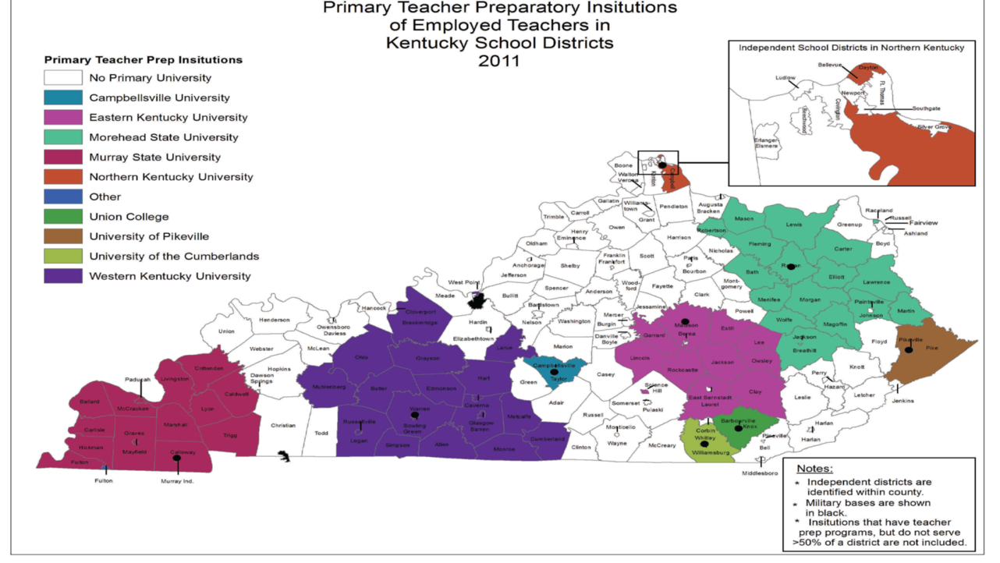 Primary Teacher Preparatory Insitutions
of Employed Teachers in
Kentucky School Districts
2011
Primary Teacher Prep Insitutions
No Primary University
Campbellsville University
Eastern Kentucky University
Morehead State University
Murray State University
Northern Kentucky University
Other
Union College
University of Pikeville
University of the Cumberlands
Western Kentucky University
Independent School Districts in Northern Kentucky
Bellevue
Dayton
Ludlow
Newport
Ft. Thomas
Covington
Southgate
Beechwood
Silver Grove
Erlanger-
Elsmere
Boone
Walton
Verona
Kenton
Campbell
Gallatin
Williams-
town
Grant
Pendleton
Augusta
Bracken
Mason
Lewis
Raceland
Russell
Fairview
Ashland
Greenup
Boyd
Trimble
Carroll
Owen
Robertson
Henry
Eminence
Harrison
Fleming
Carter
Oldham
Nicholas
Anchorage
Jefferson
Shelby
Franklin
Frankfort
Scott
Paris
Bourbon
Bath
Rowan
Elliott
Lawrence
West Point
Meade
Bullitt
Spencer
Anderson
Wood-
ford
Fayette
Clark
Mont-
gomery
Menifee
Morgan
Paintsville
Johnson
Martin
Hancock
Cloverport
Breckinridge
Hardin
Elizabethtown
Bardstown
Nelson
Washington
Mercer
Burgin
Jessamine
Madison
Berea
Powell
Estill
Wolfe
Magoffin
Henderson
Owensboro
Daviess
Union
Webster
McLean
Ohio
Grayson
Larue
Marion
Danville
Boyle
Garrard
Lincoln
Lee
Jackson
Breathitt
Floyd
Pikeville
Pike
Crittenden
Hopkins
Dawson
Springs
Livingston
Caldwell
Muhlenberg
Butler
Edmonson
Hart
Green
Campbellsville
Taylor
Casey
Rockcastle
Jackson
Owsley
Perry
Hazard
Knott
Letcher
Jenkins
Leslie
Paducah
Ballard
McCracken
Lyon
Adair
Russell
Science
Hill
Somerset
Pulaski
East Bernstadt
Laurel
Clay
Carlisle
Graves
Marshall
Trigg
Christian
Todd
Russellville
Logan
Warren
Bowling
Green
Caverna
Glasgow
Barren
Metcalfe
Monticello
Wayne
Corbin
Whitley
Williamsburg
Barbourville
Knox
Pineville
Bell
Harlan
Harlan
Hickman
Mayfield
Calloway
Simpson
Allen
Monroe
Cumberland
Clinton
McCreary
Middlesboro
Fulton
Fulton
Murray Ind.
Notes:
* Independent districts are
identified within county.
* Military bases are shown
in black.
* Insitutions that have teacher
prep programs, but do not serve
>50% of a district are not included.